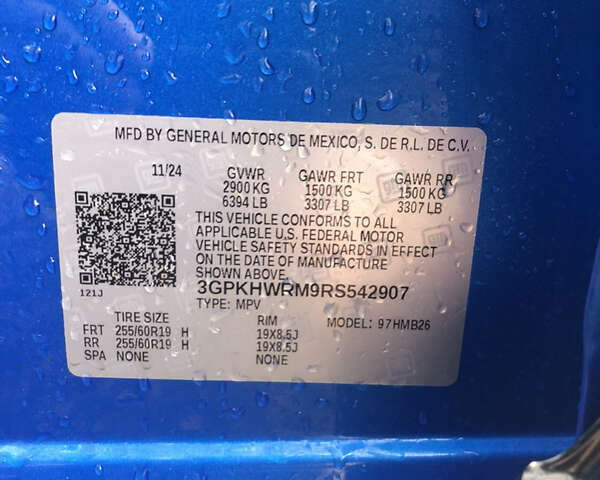 MFD BY GENERAL MOTORS DE MEXICO, S. DE R.L. DE C.V.
11/24 GVWR GAWR FRT GAWR RR
2900 KG 1500 KG 1500 KG
6394 LB 3307 LB 3307 LB
THIS VEHICLE CONFORMS TO ALL
APPLICABLE U.S. FEDERAL MOTOR
VEHICLE SAFETY STANDARDS IN EFFECT
ON THE DATE OF MANUFACTURE
SHOWN ABOVE.
121J 3GPKHWRM9RS542907
TYPE: MPV
TIRE SIZE RIM MODEL: 97HMB26
FRT 255/60R19 H 19X8.5J
RR 255/60R19 H 19X8.5J
SPA NONE NONE